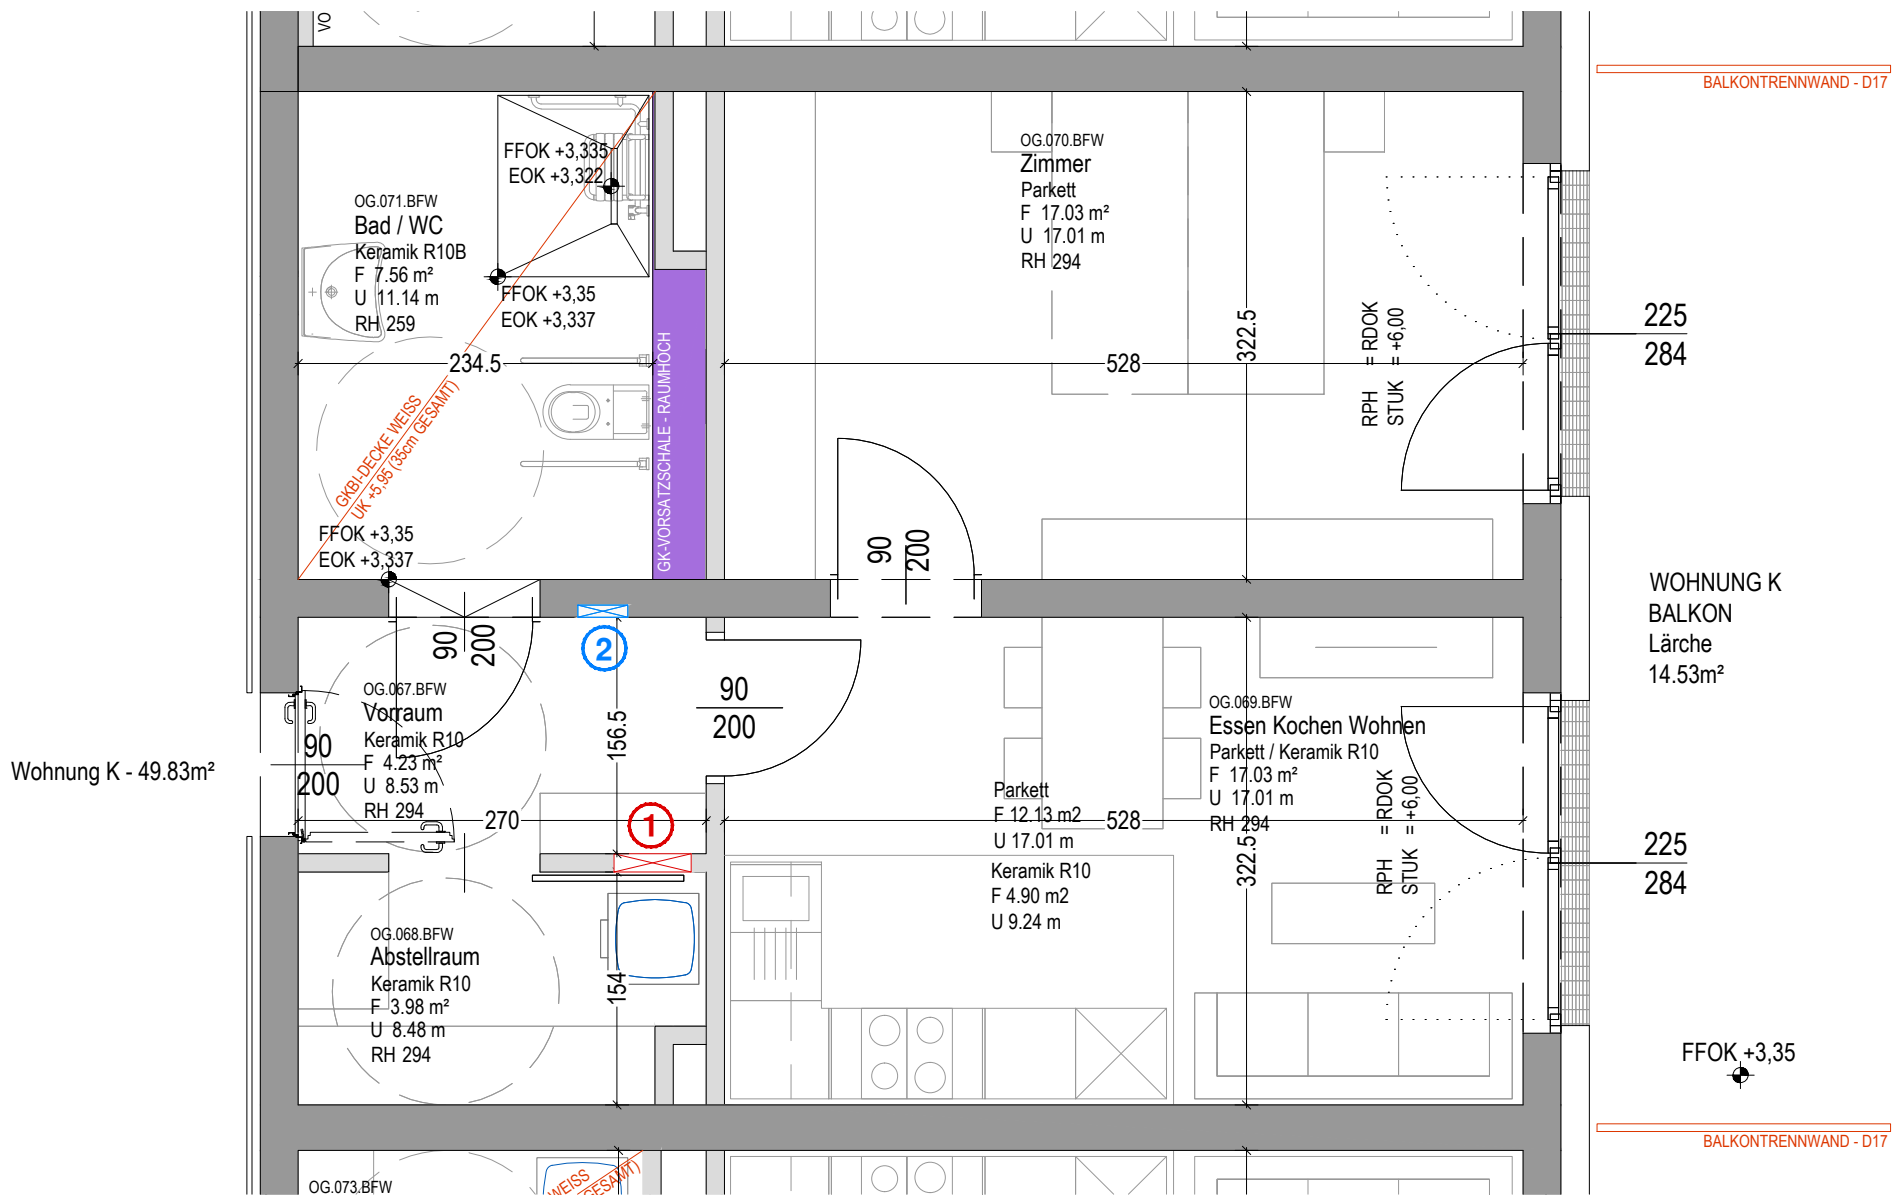 VO
BALKONTRENNWAND - D17
FFOK +3,335
EOK +3,322
OG.071.BFW
Bad / WC
Keramik R10B
F 7.56 m²
U 11.14 m
RH 259
FFOK +3,35
EOK +3,337
234.5
GKBI-DECKE WEISS
UK +5,95 (35cm GESAMT)
GK-VORSATZSCHALE - RAUMHOCH
FFOK +3,35
EOK +3,337
OG.070.BFW
Zimmer
Parkett
F 17.03 m²
U 17.01 m
RH 294
528
322.5
RPH = RDOK
STUK = +6,00
225
284
90
200
90
200
2
90
200
OG.067.BFW
Vorraum
Keramik R10
F 4.23 m²
U 8.53 m
RH 294
90
200
Wohnung K - 49.83m²
156.5
270
1
OG.069.BFW
Essen Kochen Wohnen
Parkett / Keramik R10
F 17.03 m²
U 17.01 m
RH 294
Parkett
F 12.13 m2
U 17.01 m
Keramik R10
F 4.90 m2
U 9.24 m
528
322.5
RPH = RDOK
STUK = +6,00
225
284
WOHNUNG K
BALKON
Lärche
14.53m²
OG.068.BFW
Abstellraum
Keramik R10
F 3.98 m²
U 8.48 m
RH 294
154
FFOK +3,35
BALKONTRENNWAND - D17
OG.073.BFW
WEISS
GESAMT)